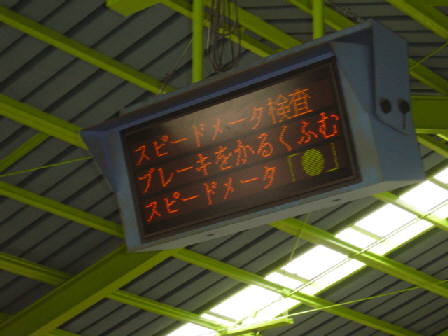 スピードメータ検査
ブレーキをかるくふむ
スピードメータ「●」